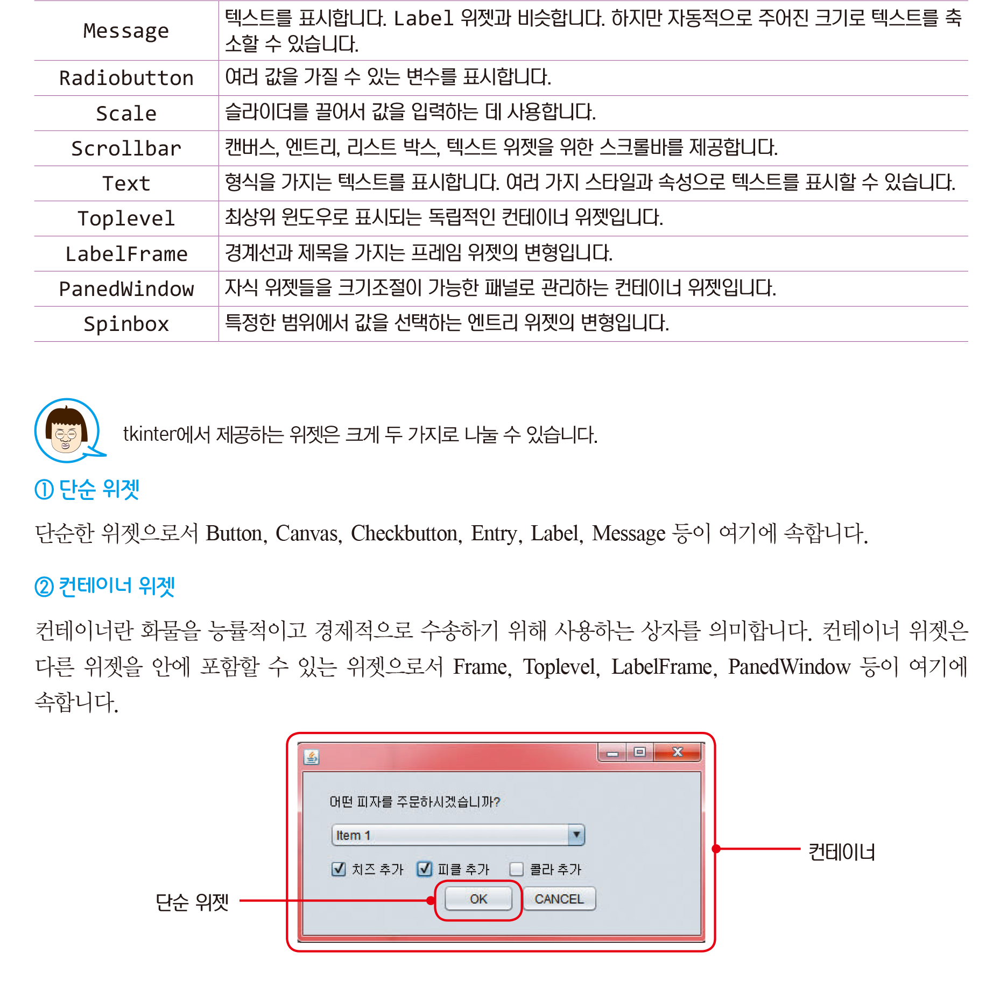 Message
텍스트를 표시합니다. Label 위젯과 비슷합니다. 하지만 자동적으로 주어진 크기로 텍스트를 축
소할 수 있습니다.
Radiobutton 여러 값을 가질 수 있는 변수를 표시합니다.
Scale 슬라이더를 끌어서 값을 입력하는 데 사용합니다.
Scrollbar 캔버스, 엔트리, 리스트 박스, 텍스트 위젯을 위한 스크롤바를 제공합니다.
Text 형식을 가지는 텍스트를 표시합니다. 여러 가지 스타일과 속성으로 텍스트를 표시할 수 있습니다.
Toplevel 최상위 윈도우로 표시되는 독립적인 컨테이너 위젯입니다.
LabelFrame 경계선과 제목을 가지는 프레임 위젯의 변형입니다.
PanedWindow 자식 위젯들을 크기조절이 가능한 패널로 관리하는 컨테이너 위젯입니다.
Spinbox 특정한 범위에서 값을 선택하는 엔트리 위젯의 변형입니다.
tkinter에서 제공하는 위젯은 크게 두 가지로 나눌 수 있습니다.
① 단순 위젯
단순한 위젯으로서 Button, Canvas, Checkbutton, Entry, Label, Message 등이 여기에 속합니다.
② 컨테이너 위젯
컨테이너란 화물을 능률적이고 경제적으로 수송하기 위해 사용하는 상자를 의미합니다. 컨테이너 위젯은
다른 위젯을 안에 포함할 수 있는 위젯으로서 Frame, Toplevel, LabelFrame, PanedWindow 등이 여기에
속합니다.
어떤 피자를 주문하시겠습니까?
Item 1
컨테이너
치즈 추가 피클 추가 콜라 추가
단순 위젯
OK CANCEL